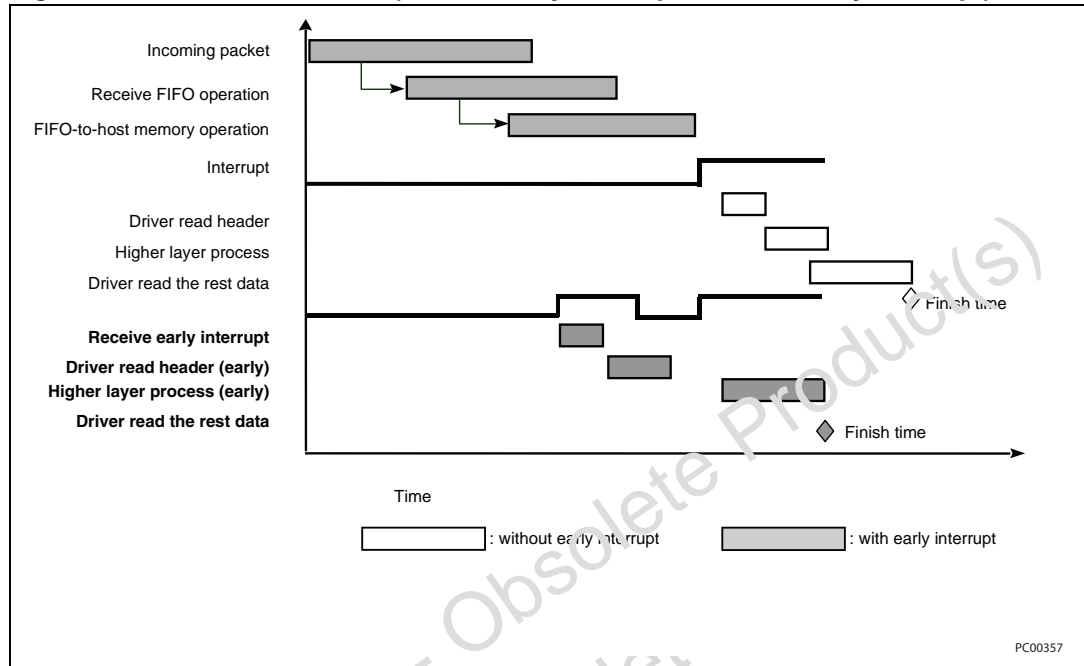 Incoming packet
Receive FIFO operation
FIFO-to-host memory operation
Interrupt
Driver read header
Higher layer process
Driver read the rest data
Finish time
Receive early interrupt
Driver read header (early)
Higher layer process (early)
Driver read the rest data
Finish time
Time
: without early interrupt
: with early interrupt
Obsolete Product(s)
PC00357